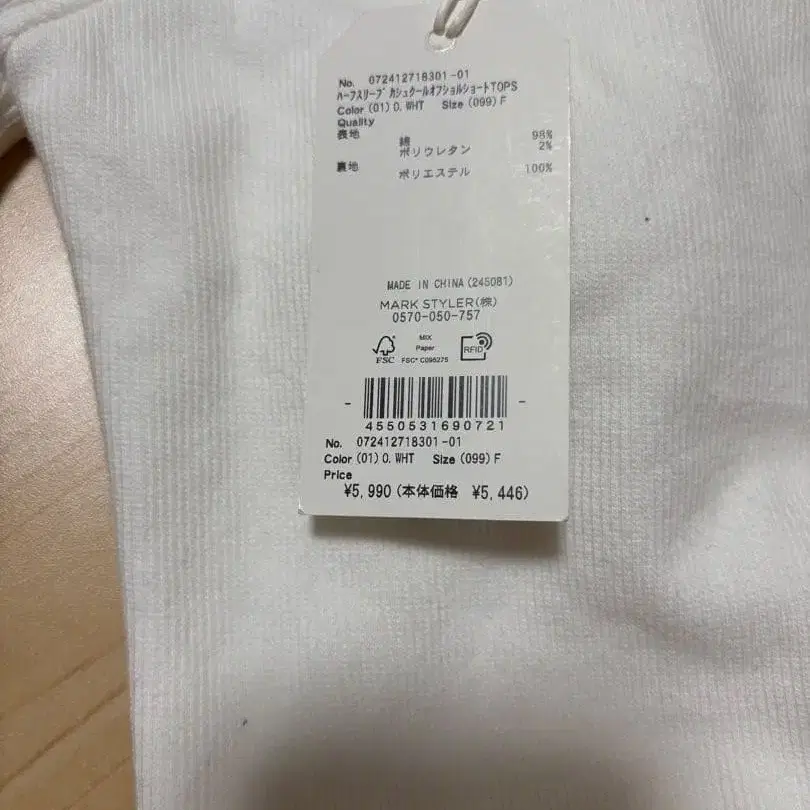 No. 072412718301-01
ハーフスリーブ カシュクールオフショルショートTOPS
Color (01) O. WHT Size (099) F
Quality
表地 綿 98%
ポリウレタン 2%
裏地 ポリエステル 100%
MADE IN CHINA (245081)
MARK STYLER(株)
0570-050-757
FSC
MIX
Paper
FSC® C095275
RFID
4550531690721
No. 072412718301-01
Color (01) O. WHT Size (099) F
Price
¥5,990 (本体価格 ¥5,446)